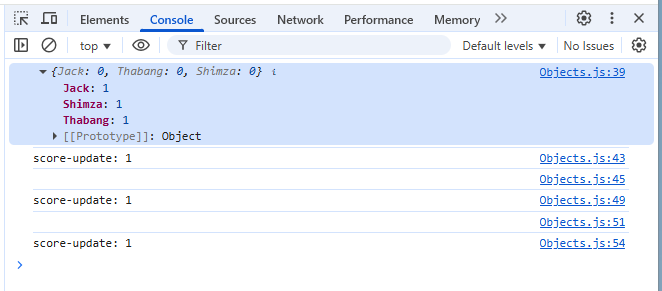 Elements Console Sources Network Performance Memory
top Filter Default levels No Issues
{Jack: 0, Thabang: 0, Shimza: 0} i Objects.js:39
Jack: 1
Shimza: 1
Thabang: 1
[[Prototype]]: Object
score-update: 1 Objects.js:43
Objects.js:45
score-update: 1 Objects.js:49
Objects.js:51
score-update: 1 Objects.js:54